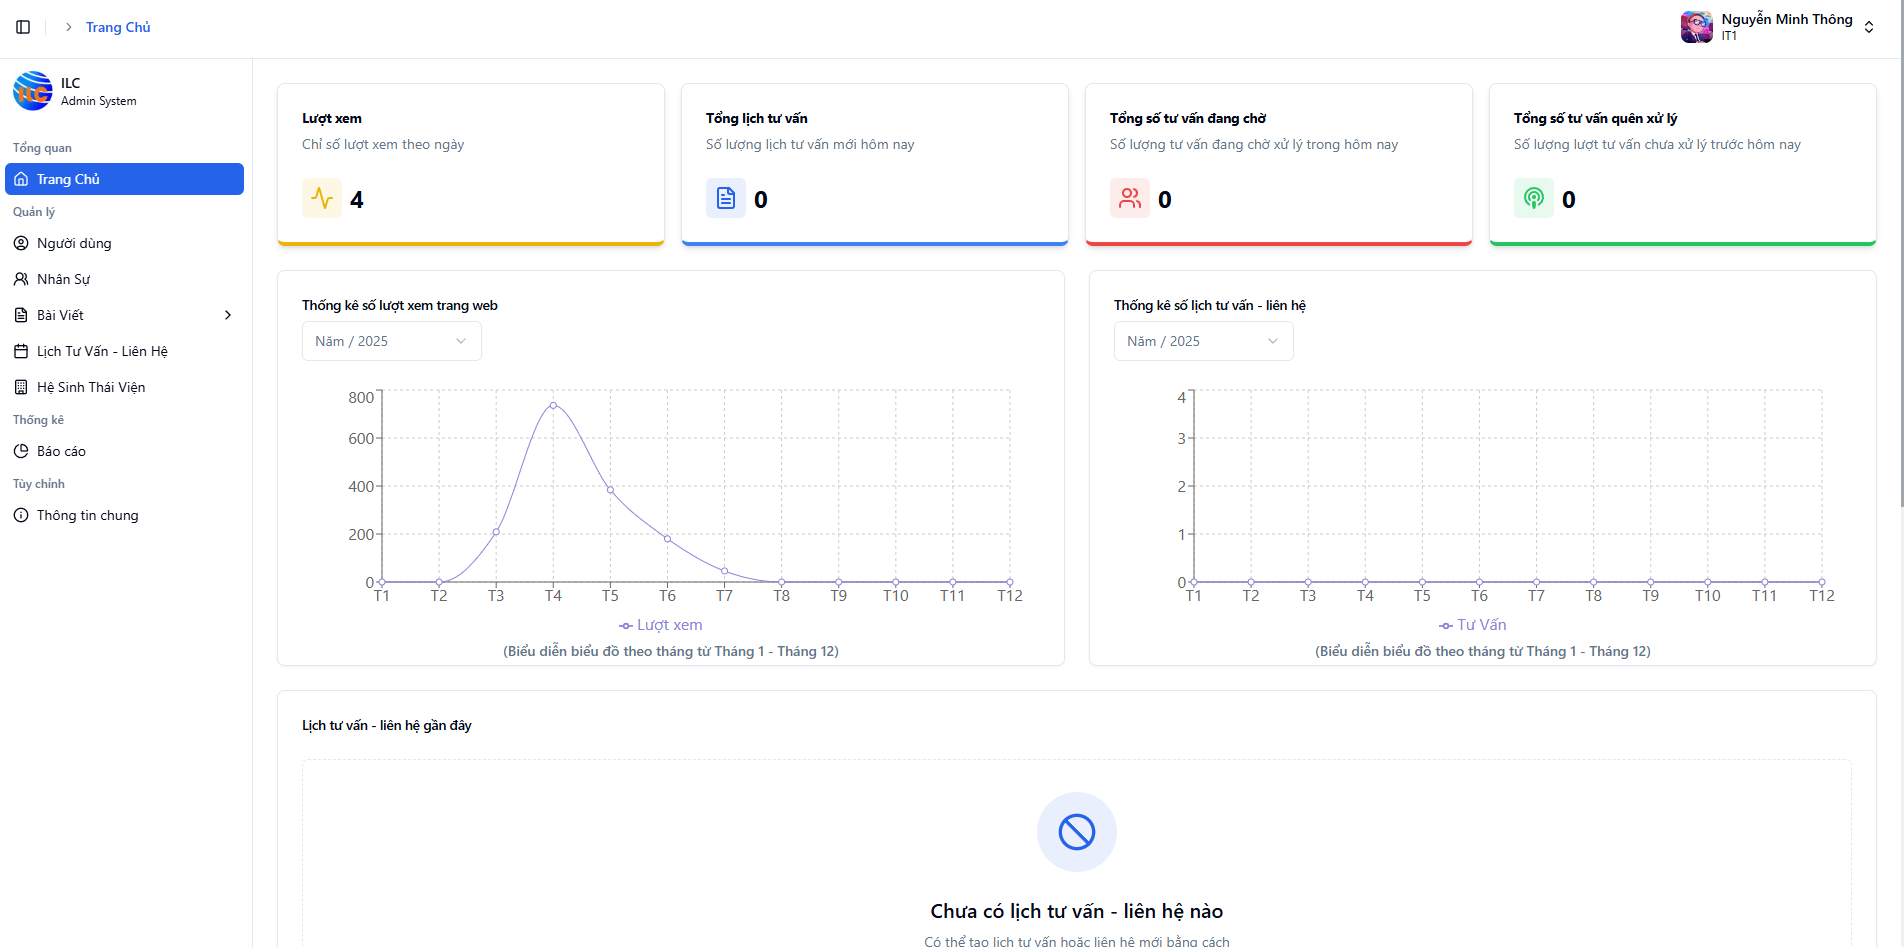 Trang Chủ
Nguyễn Minh Thông
IT1
ILC
ILC
Admin System
Tổng quan
Trang Chủ
Quản lý
Người dùng
Nhân Sự
Bài Viết
Lịch Tư Vấn - Liên Hệ
Hệ Sinh Thái Viện
Thống kê
Báo cáo
Tùy chỉnh
Thông tin chung
Lượt xem
Chỉ số lượt xem theo ngày
4
Tổng lịch tư vấn
Số lượng lịch tư vấn mới hôm nay
0
Tổng số tư vấn đang chờ
Số lượng tư vấn đang chờ xử lý trong hôm nay
0
Tổng số tư vấn quên xử lý
Số lượng lượt tư vấn chưa xử lý trước hôm nay
0
Thống kê số lượt xem trang web
Năm / 2025
800
600
400
200
0
T1 T2 T3 T4 T5 T6 T7 T8 T9 T10 T11 T12
Lượt xem
(Biểu diễn biểu đồ theo tháng từ Tháng 1 - Tháng 12)
Thống kê số lịch tư vấn - liên hệ
Năm / 2025
4
3
2
1
0
T1 T2 T3 T4 T5 T6 T7 T8 T9 T10 T11 T12
Tư Vấn
(Biểu diễn biểu đồ theo tháng từ Tháng 1 - Tháng 12)
Lịch tư vấn - liên hệ gần đây
Chưa có lịch tư vấn - liên hệ nào
Có thể tạo lịch tư vấn hoặc liên hệ mới bằng cách